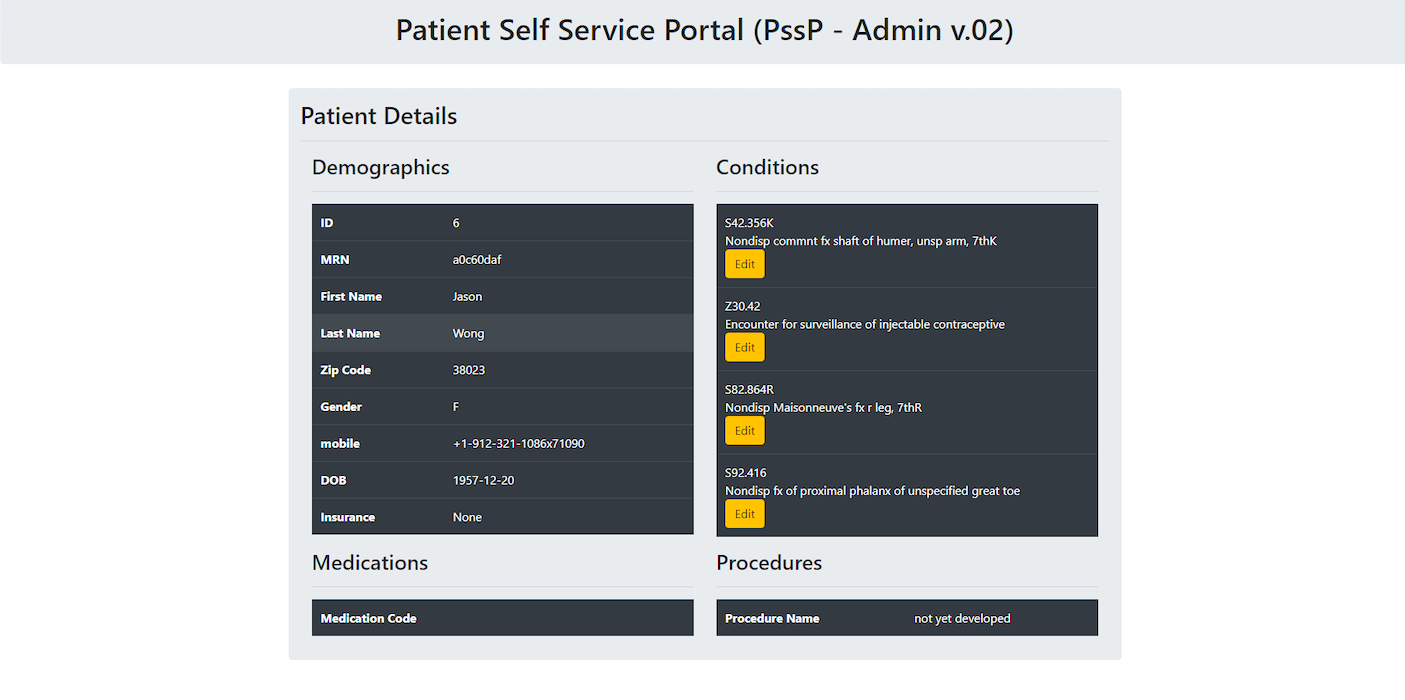 Patient Self Service Portal (PssP - Admin v.02)
Patient Details
Demographics
ID 6
MRN a0c60daf
First Name Jason
Last Name Wong
Zip Code 38023
Gender F
mobile +1-912-321-1086x71090
DOB 1957-12-20
Insurance None
Conditions
S42.356K
Nondisp commnt fx shaft of humer, unsp arm, 7thK
Edit
Z30.42
Encounter for surveillance of injectable contraceptive
Edit
S82.864R
Nondisp Maisonneuve's fx r leg, 7thR
Edit
S92.416
Nondisp fx of proximal phalanx of unspecified great toe
Edit
Medications
Medication Code
Procedures
Procedure Name not yet developed